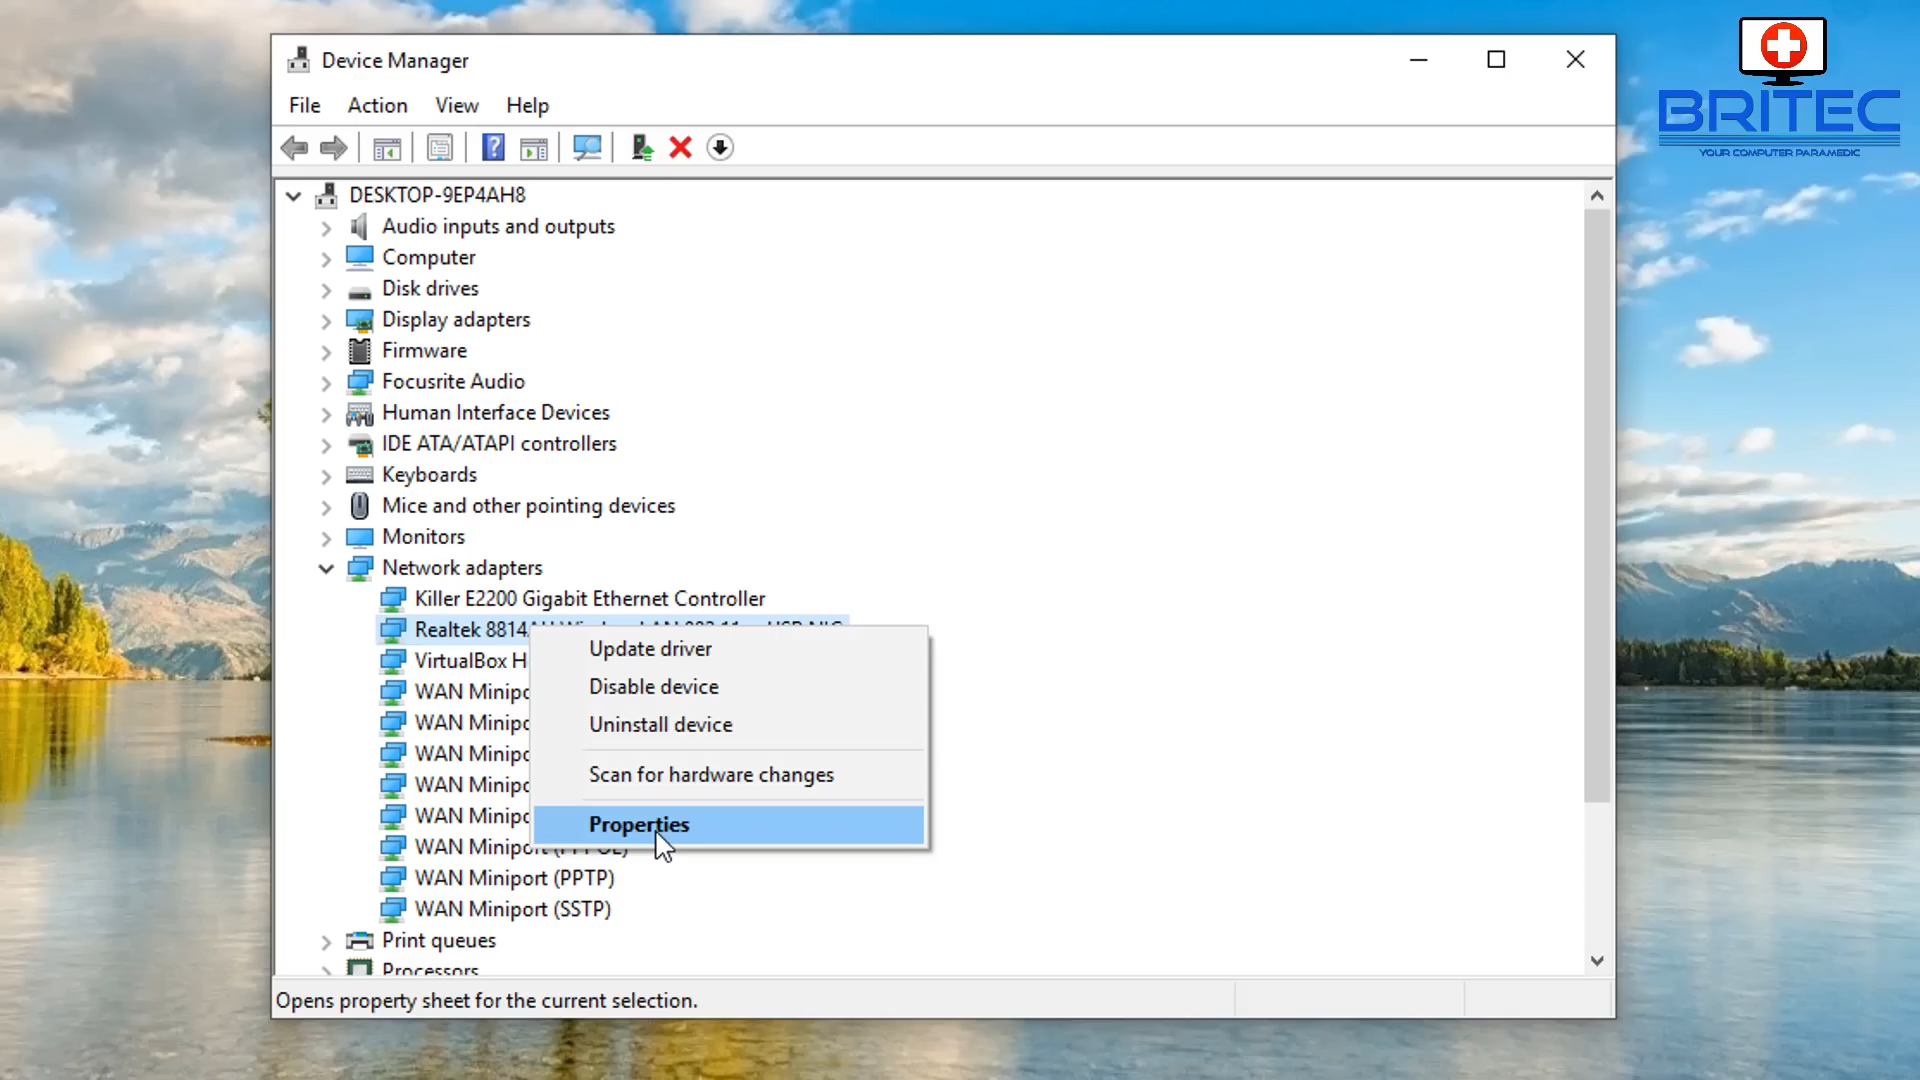 Device Manager
BRITEC
YOUR COMPUTER PARAMEDIC
File Action View Help
DESKTOP-9EP4AH8
Audio inputs and outputs
Computer
Disk drives
Display adapters
Firmware
Focusrite Audio
Human Interface Devices
IDE ATA/ATAPI controllers
Keyboards
Mice and other pointing devices
Monitors
Network adapters
Killer E2200 Gigabit Ethernet Controller
Realtek 8814
Update driver
VirtualBox H
Disable device
WAN Minipo
WAN Minipo
Uninstall device
WAN Minipo
WAN Minipo
Scan for hardware changes
WAN Minipo
Properties
WAN Minipo
WAN Miniport (PPTP)
WAN Miniport (SSTP)
Print queues
Processors
Opens property sheet for the current selection.